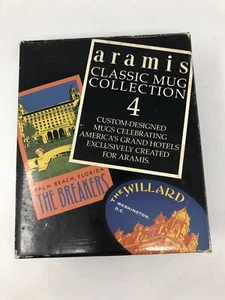 aramis
CLASSIC MUG
COLLECTION
4
CUSTOM-DESIGNED
MUGS CELEBRATING
AMERICA'S GRAND HOTELS
EXCLUSIVELY CREATED
FOR ARAMIS.
PALM BEACH, FLORIDA
THE BREAKERS
THE WILLARD
WASHINGTON,
D.C.